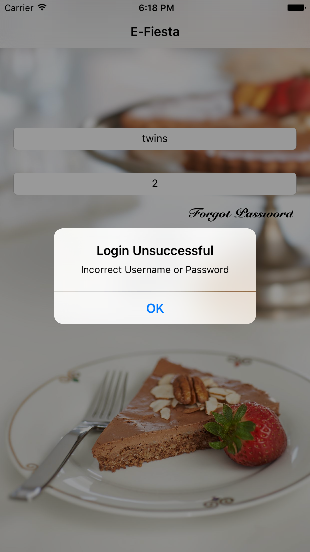 Carrier 6:18 PM
E-Fiesta
twins
2
Forgot Password
Login Unsuccessful
Incorrect Username or Password
OK